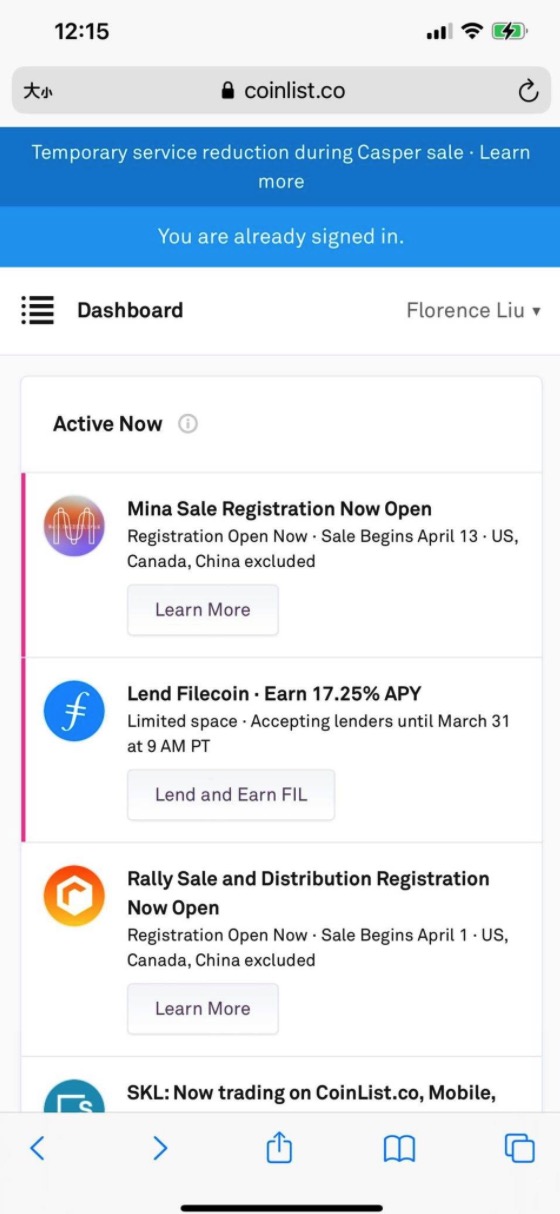 12:15
大小 coinlist.co
Temporary service reduction during Casper sale · Learn
more
You are already signed in.
Dashboard Florence Liu ▾
Active Now
Mina Sale Registration Now Open
Registration Open Now · Sale Begins April 13 · US,
Canada, China excluded
Learn More
Lend Filecoin · Earn 17.25% APY
Limited space · Accepting lenders until March 31
at 9 AM PT
Lend and Earn FIL
Rally Sale and Distribution Registration
Now Open
Registration Open Now · Sale Begins April 1 · US,
Canada, China excluded
Learn More
SKL: Now trading on CoinList.co, Mobile,